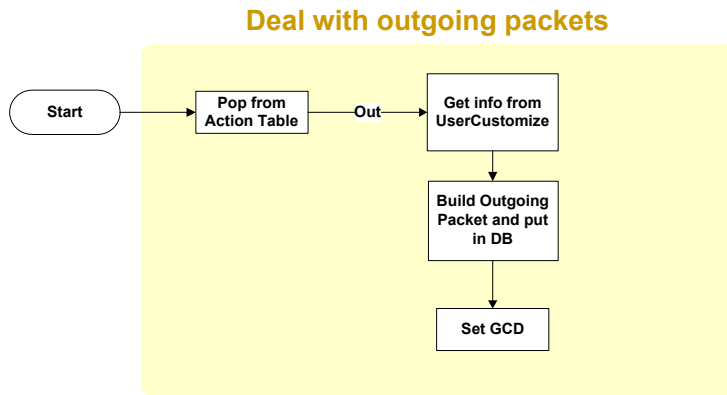 Deal with outgoing packets
Start
Pop from
Action Table
Out
Get info from
UserCustomize
Build Outgoing
Packet and put
in DB
Set GCD